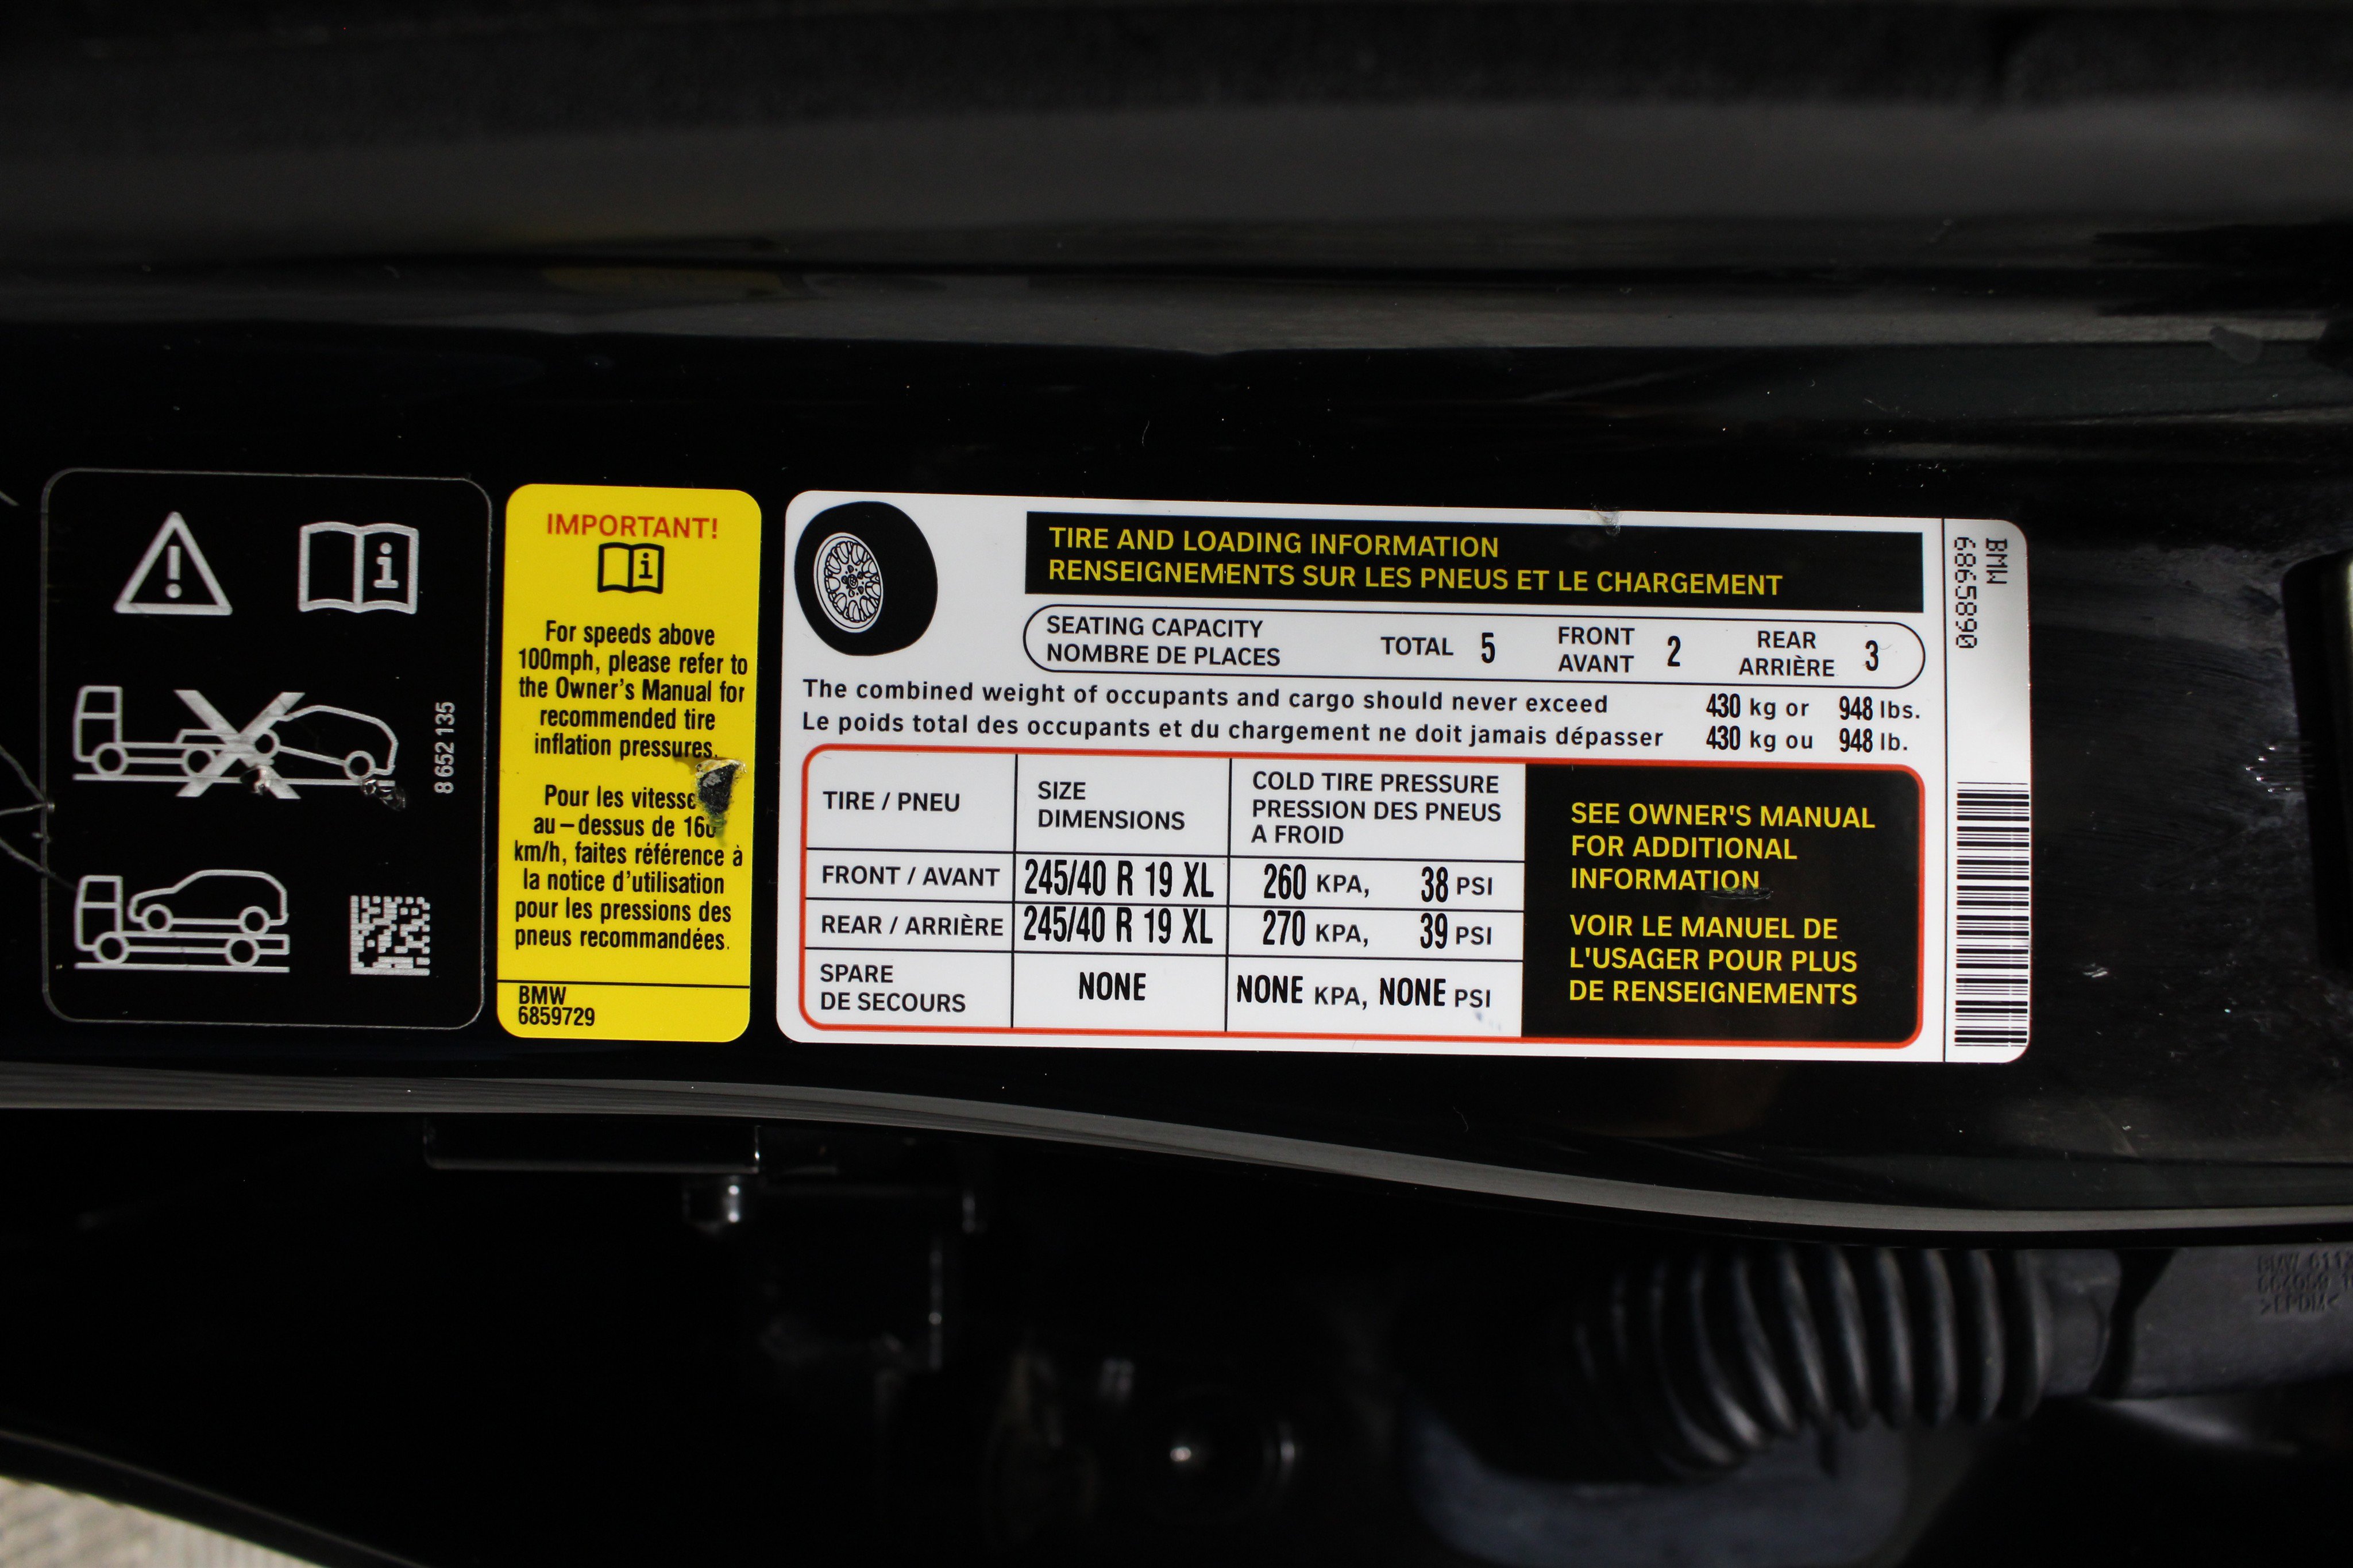 8 652 135
IMPORTANT!
For speeds above
100mph, please refer to
the Owner's Manual for
recommended tire
inflation pressures.
Pour les vitesse
au–dessus de 160
km/h, faites référence à
la notice d'utilisation
pour les pressions des
pneus recommandées.
BMW
6859729
TIRE AND LOADING INFORMATION
RENSEIGNEMENTS SUR LES PNEUS ET LE CHARGEMENT
SEATING CAPACITY TOTAL 5 FRONT 2 REAR 3
NOMBRE DE PLACES AVANT ARRIÈRE
The combined weight of occupants and cargo should never exceed 430 kg or 948 lbs.
Le poids total des occupants et du chargement ne doit jamais dépasser 430 kg ou 948 lb.
TIRE / PNEU
SIZE
DIMENSIONS
COLD TIRE PRESSURE
PRESSION DES PNEUS
A FROID
FRONT / AVANT 245/40 R 19 XL 260 KPA, 38 PSI
REAR / ARRIÈRE 245/40 R 19 XL 270 KPA, 39 PSI
SPARE
DE SECOURS
NONE NONE KPA, NONE PSI
SEE OWNER'S MANUAL
FOR ADDITIONAL
INFORMATION
VOIR LE MANUEL DE
L'USAGER POUR PLUS
DE RENSEIGNEMENTS
BMW
6865890
>EPDM<